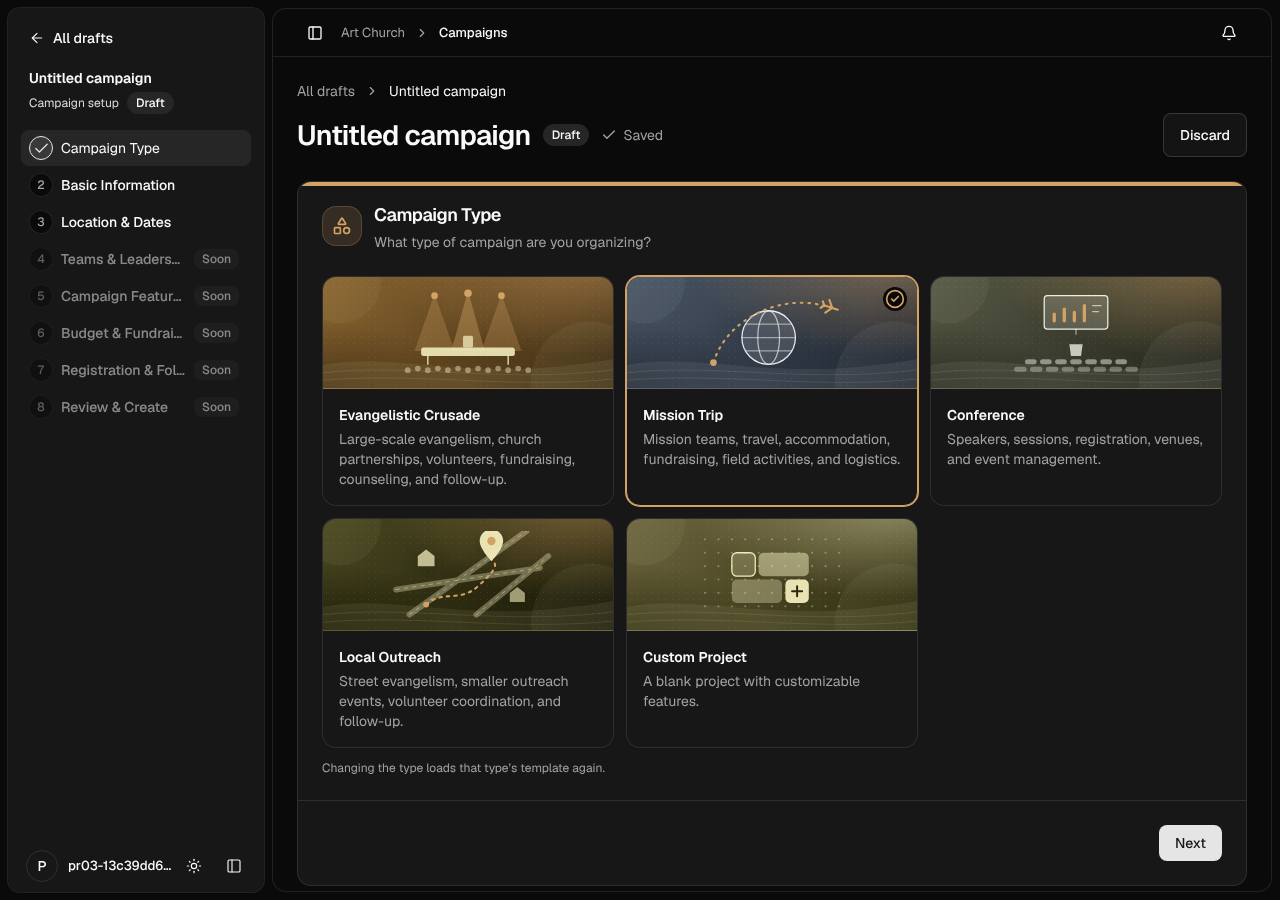 All drafts
Untitled campaign
Campaign setup Draft
Campaign Type
2 Basic Information
3 Location & Dates
4 Teams & Leaders... Soon
5 Campaign Featur... Soon
6 Budget & Fundrai... Soon
7 Registration & Fol... Soon
8 Review & Create Soon
P pr03-13c39dd6...
Art Church Campaigns
All drafts Untitled campaign
Untitled campaign Draft Saved Discard
Campaign Type
What type of campaign are you organizing?
Evangelistic Crusade
Large-scale evangelism, church
partnerships, volunteers, fundraising,
counseling, and follow-up.
Mission Trip
Mission teams, travel, accommodation,
fundraising, field activities, and logistics.
Conference
Speakers, sessions, registration, venues,
and event management.
Local Outreach
Street evangelism, smaller outreach
events, volunteer coordination, and
follow-up.
Custom Project
A blank project with customizable
features.
Changing the type loads that type's template again.
Next